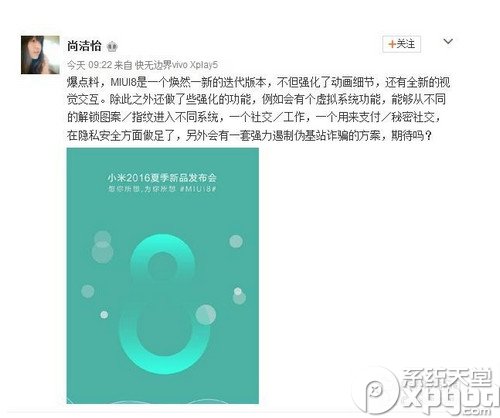 尚洁怡
+关注
今天 09:22 来自 快无边界vivo Xplay5
爆点料，MIUI8是一个焕然一新的迭代版本，不但强化了动画细节，还有全新的视
觉交互。除此之外还做了些强化的功能，例如会有个虚拟系统功能，能够从不同
的解锁图案／指纹进入不同系统，一个社交／工作，一个用来支付／秘密社交，
在隐私安全方面做足了，另外会有一套强力遏制伪基站诈骗的方案，期待吗？
小米2016夏季新品发布会
想你所想,为你所想 #MIUI8#
8
系统天堂
pxpgod.com